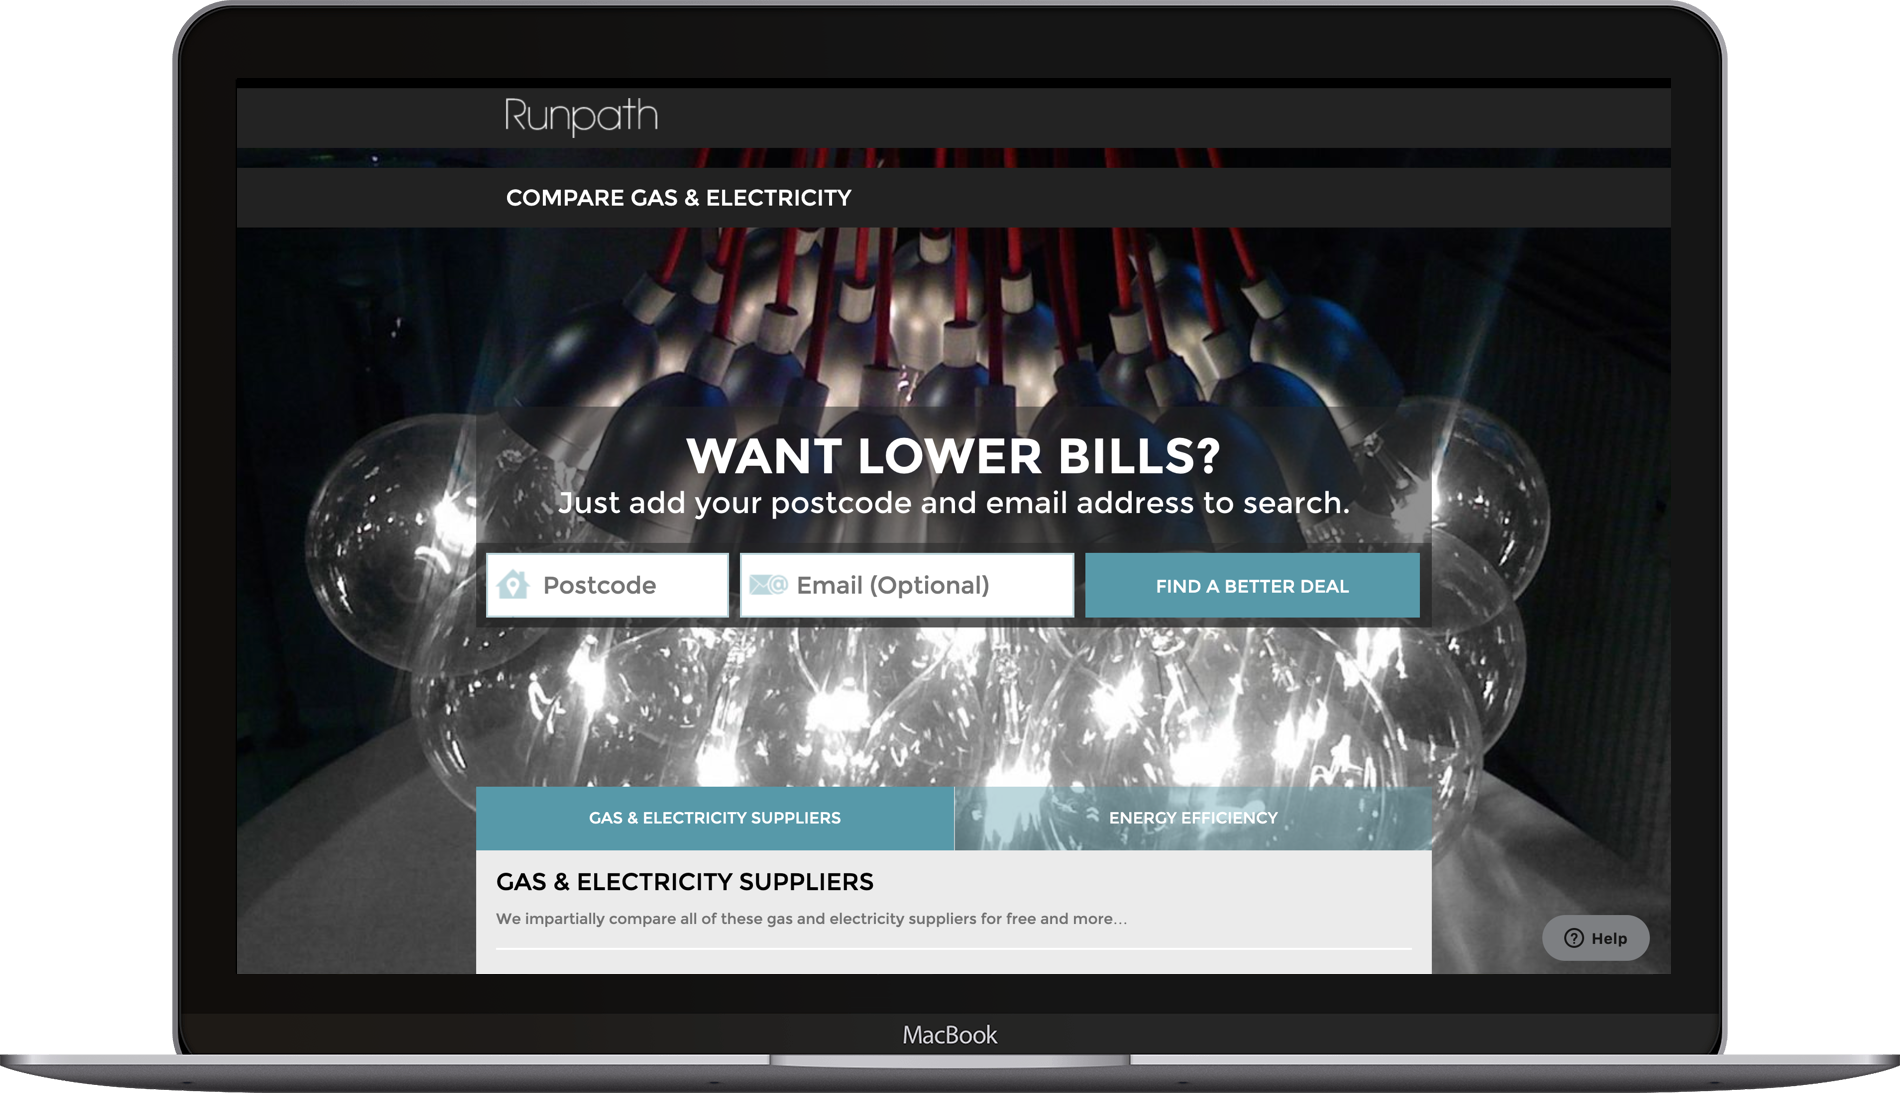 Runpath
COMPARE GAS & ELECTRICITY
WANT LOWER BILLS?
Just add your postcode and email address to search.
Postcode
Email (Optional)
FIND A BETTER DEAL
GAS & ELECTRICITY SUPPLIERS
ENERGY EFFICIENCY
GAS & ELECTRICITY SUPPLIERS
We impartially compare all of these gas and electricity suppliers for free and more...
Help
MacBook